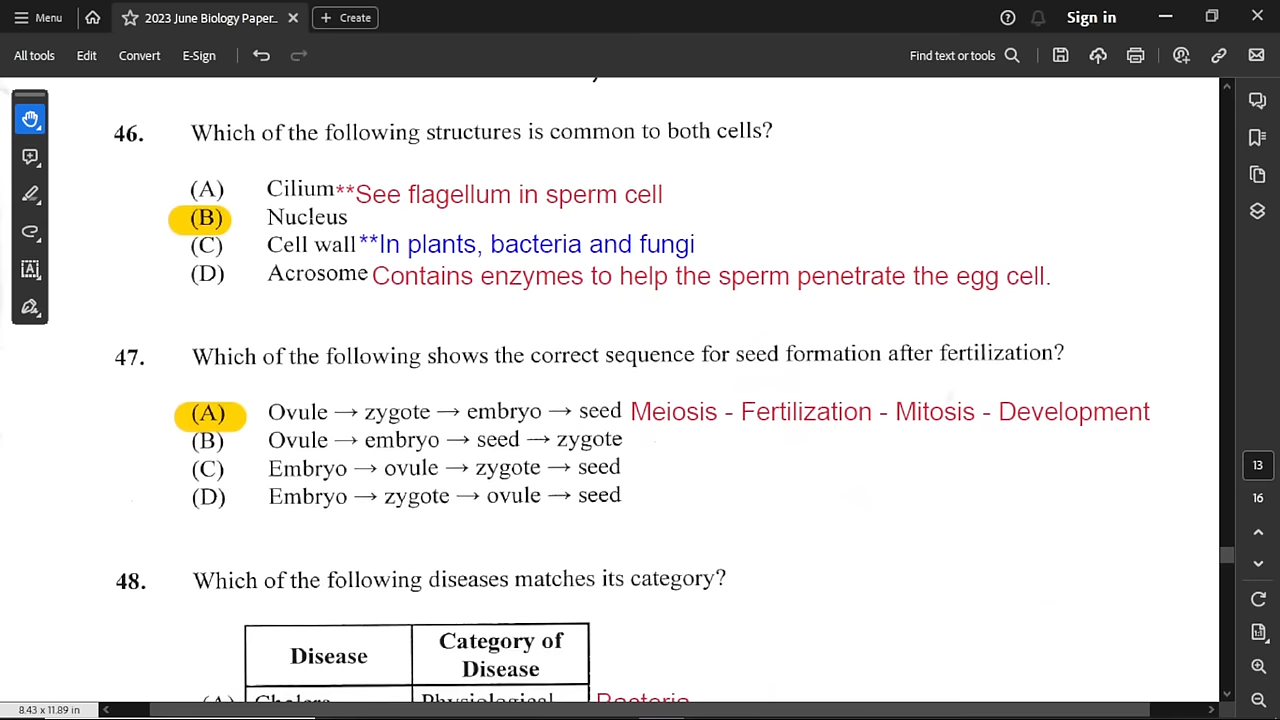 Menu
2023 June Biology Paper...
Create
Sign in
All tools Edit Convert E-Sign
Find text or tools
46. Which of the following structures is common to both cells?
(A) Cilium **See flagellum in sperm cell
(B) Nucleus
(C) Cell wall **In plants, bacteria and fungi
(D) Acrosome Contains enzymes to help the sperm penetrate the egg cell.
47. Which of the following shows the correct sequence for seed formation after fertilization?
(A) Ovule → zygote → embryo → seed Meiosis - Fertilization - Mitosis - Development
(B) Ovule → embryo → seed → zygote
(C) Embryo → ovule → zygote → seed
(D) Embryo → zygote → ovule → seed
13
16
48. Which of the following diseases matches its category?
Disease Category of
Disease
(A) Cholera Physiological Bacteria
8.43 x 11.89 in